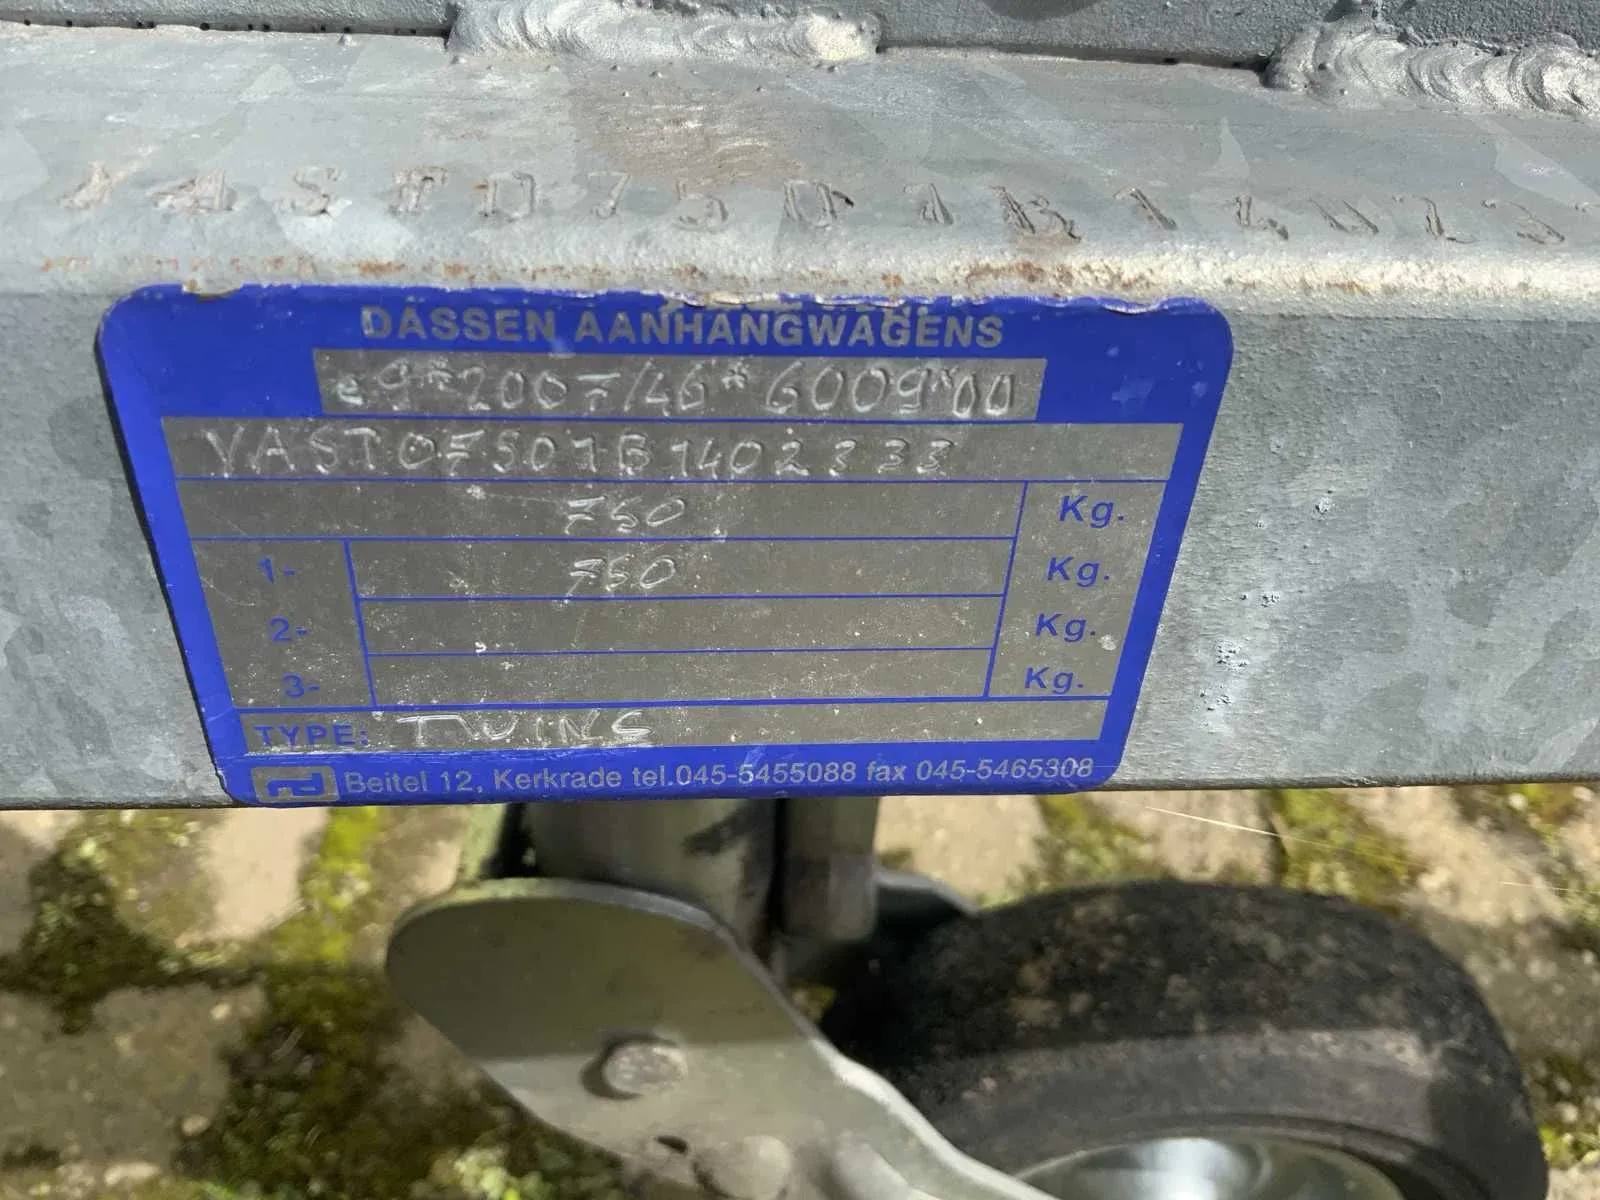 DASSEN AANHANGWAGENS
e9*2007/46*6009*00
YAST07501B1402333
750 Kg.
1- 750 Kg.
2- Kg.
3- Kg.
TYPE: TWINS
Beitel 12, Kerkrade tel.045-5455088 fax 045-5465308